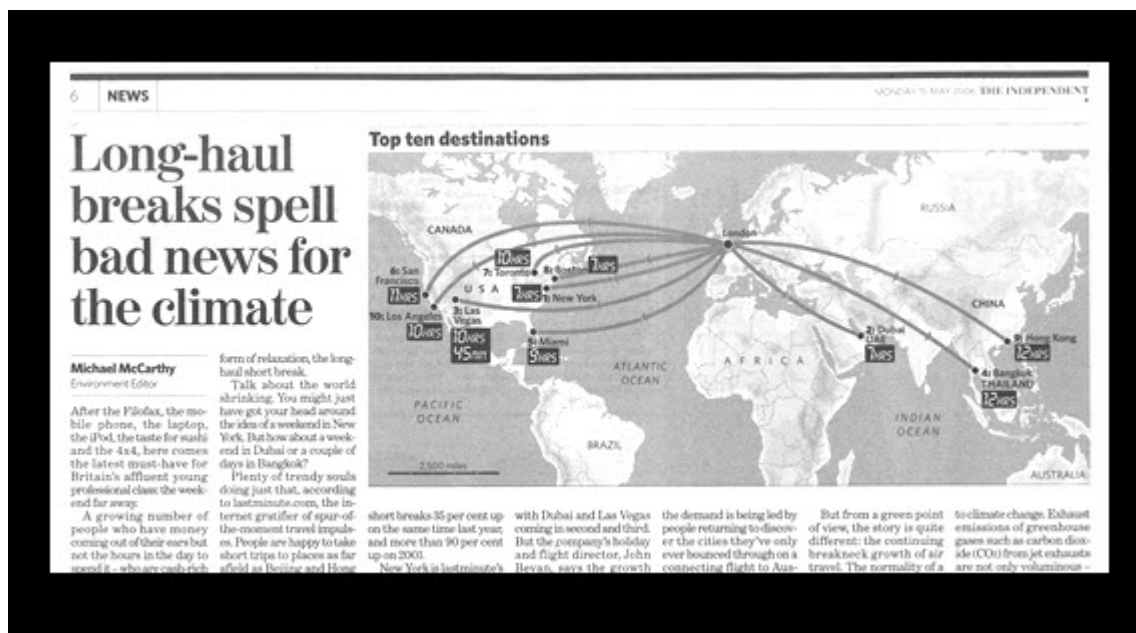 6 NEWS
MONDAY 15 MAY 2006 THE INDEPENDENT
Long-haul
breaks spell
bad news for
the climate
Michael McCarthy
Environment Editor
After the Filofax, the mo-
bile phone, the laptop,
the iPod, the taste for sushi
and the 4x4, here comes
the latest must-have for
Britain's affluent young
professional class: the week-
end far away.
A growing number of
people who have money
coming out of their ears but
not the hours in the day to
spend it – who are cash-rich
form of relaxation, the long-
haul short break.
Talk about the world
shrinking. You might just
have got your head around
the idea of a weekend in New
York. But how about a week-
end in Dubai or a couple of
days in Bangkok?
Plenty of trendy souls
doing just that, according
to lastminute.com, the in-
ternet gratifier of spur-of-
the-moment travel impuls-
es. People are happy to take
short trips to places as far
afield as Beijing and Hong
Top ten destinations
CANADA
RUSSIA
London
10HRS
7: Toronto
8:
7HRS
6: San
Francisco
11HRS
USA
7HRS
1: New York
CHINA
10: Los Angeles
10HRS
3: Las
Vegas
10HRS
45MIN
5: Miami
9HRS
2: Dubai
UAE
7HRS
9: Hong Kong
12HRS
4: Bangkok
THAILAND
12HRS
AFRICA
ATLANTIC
OCEAN
PACIFIC
OCEAN
INDIAN
OCEAN
BRAZIL
2,500 miles
AUSTRALIA
short breaks 35 per cent up
on the same time last year,
and more than 90 per cent
up on 2001.
New York is lastminute's
with Dubai and Las Vegas
coming in second and third.
But the company's holiday
and flight director, John
Bevan, says the growth
the demand is being led by
people returning to discov-
er the cities they've only
ever bounced through on a
connecting flight to Aus-
But from a green point
of view, the story is quite
different: the continuing
breakneck growth of air
travel. The normality of a
to climate change. Exhaust
emissions of greenhouse
gases such as carbon diox-
ide (CO2) from jet exhausts
are not only voluminous –